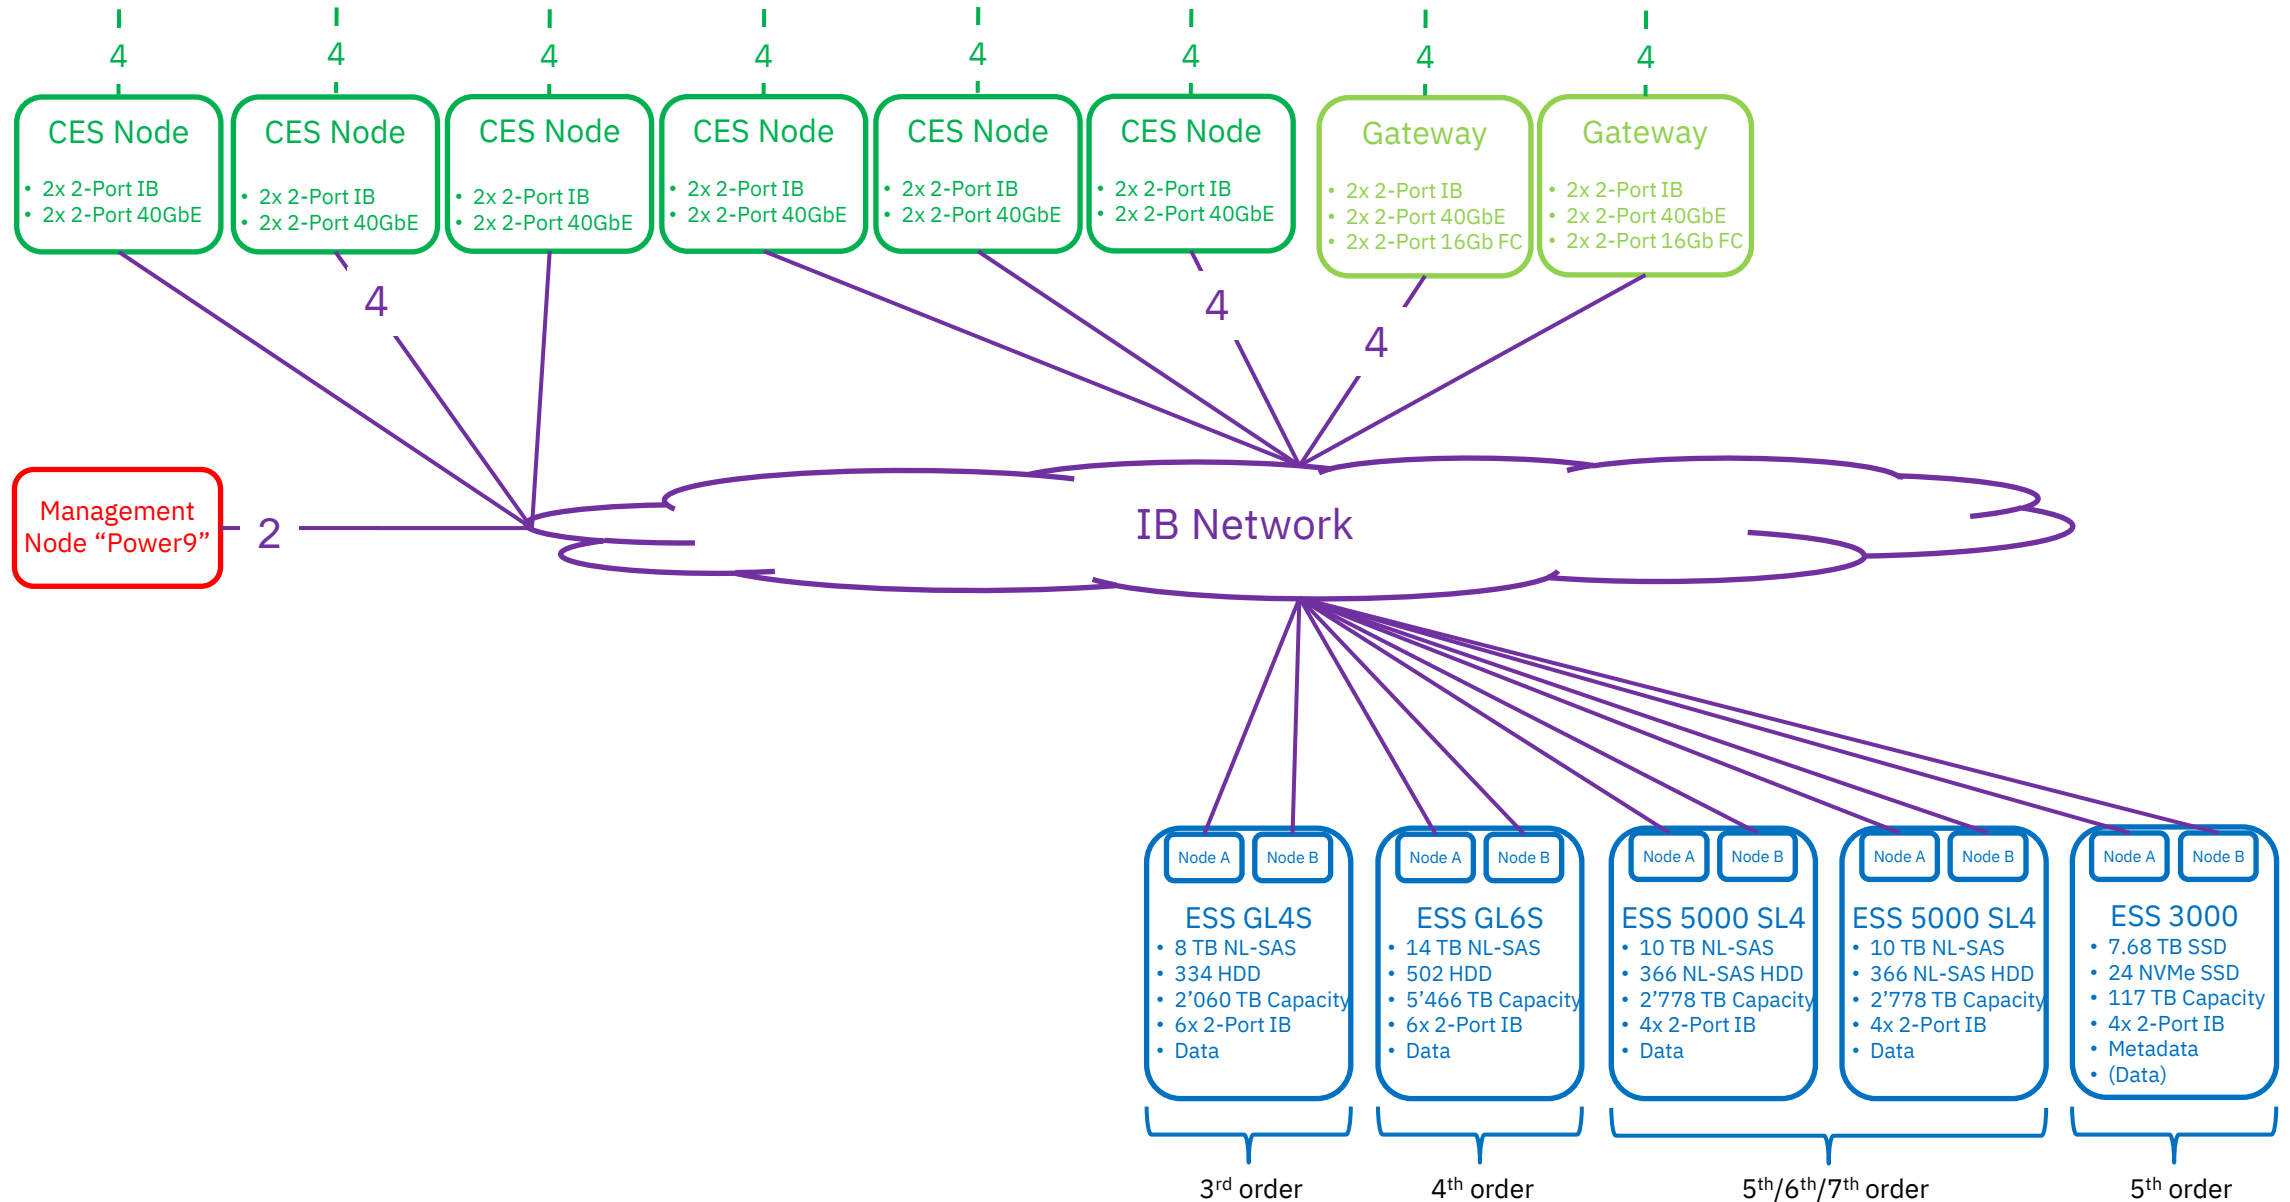 4
4
4
4
4
4
4
4
CES Node
• 2x 2-Port IB
• 2x 2-Port 40GbE
CES Node
• 2x 2-Port IB
• 2x 2-Port 40GbE
CES Node
• 2x 2-Port IB
• 2x 2-Port 40GbE
CES Node
• 2x 2-Port IB
• 2x 2-Port 40GbE
CES Node
• 2x 2-Port IB
• 2x 2-Port 40GbE
CES Node
• 2x 2-Port IB
• 2x 2-Port 40GbE
Gateway
• 2x 2-Port IB
• 2x 2-Port 40GbE
• 2x 2-Port 16Gb FC
Gateway
• 2x 2-Port IB
• 2x 2-Port 40GbE
• 2x 2-Port 16Gb FC
4
4
4
Management
Node “Power9”
2
IB Network
Node A
Node B
ESS GL4S
• 8 TB NL-SAS
• 334 HDD
• 2’060 TB Capacity
• 6x 2-Port IB
• Data
Node A
Node B
ESS GL6S
• 14 TB NL-SAS
• 502 HDD
• 5’466 TB Capacity
• 6x 2-Port IB
• Data
Node A
Node B
ESS 5000 SL4
• 10 TB NL-SAS
• 366 NL-SAS HDD
• 2’778 TB Capacity
• 4x 2-Port IB
• Data
Node A
Node B
ESS 5000 SL4
• 10 TB NL-SAS
• 366 NL-SAS HDD
• 2’778 TB Capacity
• 4x 2-Port IB
• Data
Node A
Node B
ESS 3000
• 7.68 TB SSD
• 24 NVMe SSD
• 117 TB Capacity
• 4x 2-Port IB
• Metadata
• (Data)
3rd order
4th order
5th/6th/7th order
5th order